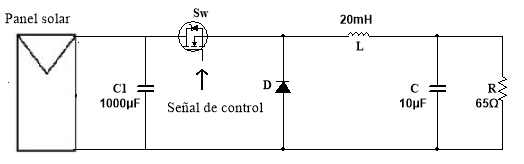 Panel solar
Sw
20mH
L
C1
1000µF
Señal de control
D
C
10µF
R
65Ω